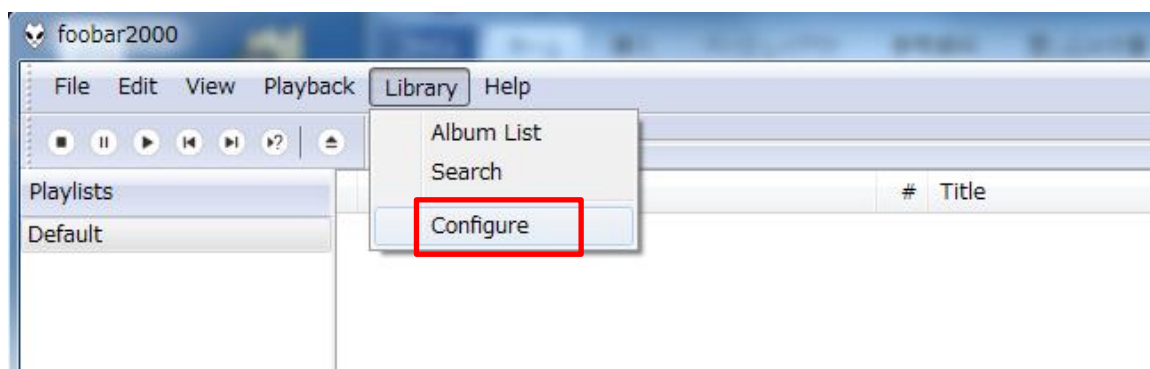 foobar2000
File Edit View Playback Library Help
Album List
Search
Configure
Playlists
# Title
Default